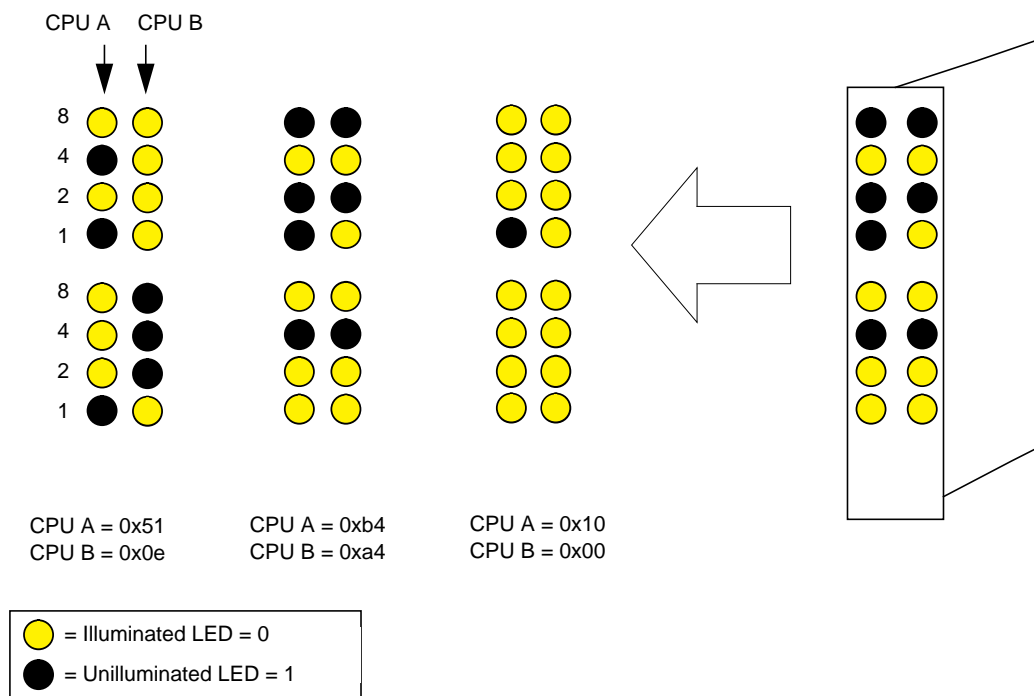 CPU A CPU B
8
4
2
1
8
4
2
1
CPU A = 0x51
CPU B = 0x0e
CPU A = 0xb4
CPU B = 0xa4
CPU A = 0x10
CPU B = 0x00
= Illuminated LED = 0
= Unilluminated LED = 1